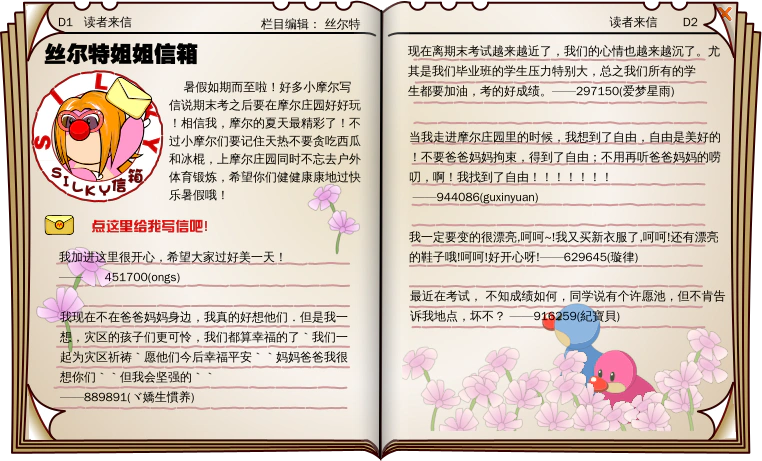 D1 读者来信
栏目编辑： 丝尔特
丝尔特姐姐信箱
SILKY
SILKY信箱
暑假如期而至啦！好多小摩尔写
信说期末考之后要在摩尔庄园好好玩
！相信我，摩尔的夏天最精彩了！不
过小摩尔们要记住天热不要贪吃西瓜
和冰棍，上摩尔庄园同时不忘去户外
体育锻炼，希望你们健健康康地过快
乐暑假哦！
点这里给我写信吧！
我加进这里很开心，希望大家过好美一天！
——451700(ongs)
我现在不在爸爸妈妈身边，我真的好想他们．但是我一
想，灾区的孩子们更可怜，我们都算幸福的了｀我们一
起为灾区祈祷｀愿他们今后幸福平安｀｀妈妈爸爸我很
想你们｀｀但我会坚强的｀｀
——889891(ヾ嬌生慣养)
读者来信 D2
现在离期末考试越来越近了，我们的心情也越来越沉了。尤
其是我们毕业班的学生压力特别大，总之我们所有的学
生都要加油，考的好成绩。——297150(爱梦星雨)
当我走进摩尔庄园里的时候，我想到了自由，自由是美好的
！不要爸爸妈妈拘束，得到了自由；不用再听爸爸妈妈的唠
叨，啊！我找到了自由！！！！！！！
——944086(guxinyuan)
我一定要变的很漂亮,呵呵~!我又买新衣服了,呵呵!还有漂亮
的鞋子哦!呵呵!好开心呀!——629645(璇律)
最近在考试， 不知成绩如何，同学说有个许愿池，但不肯告
诉我地点，坏不？ ——916259(紀寶貝)